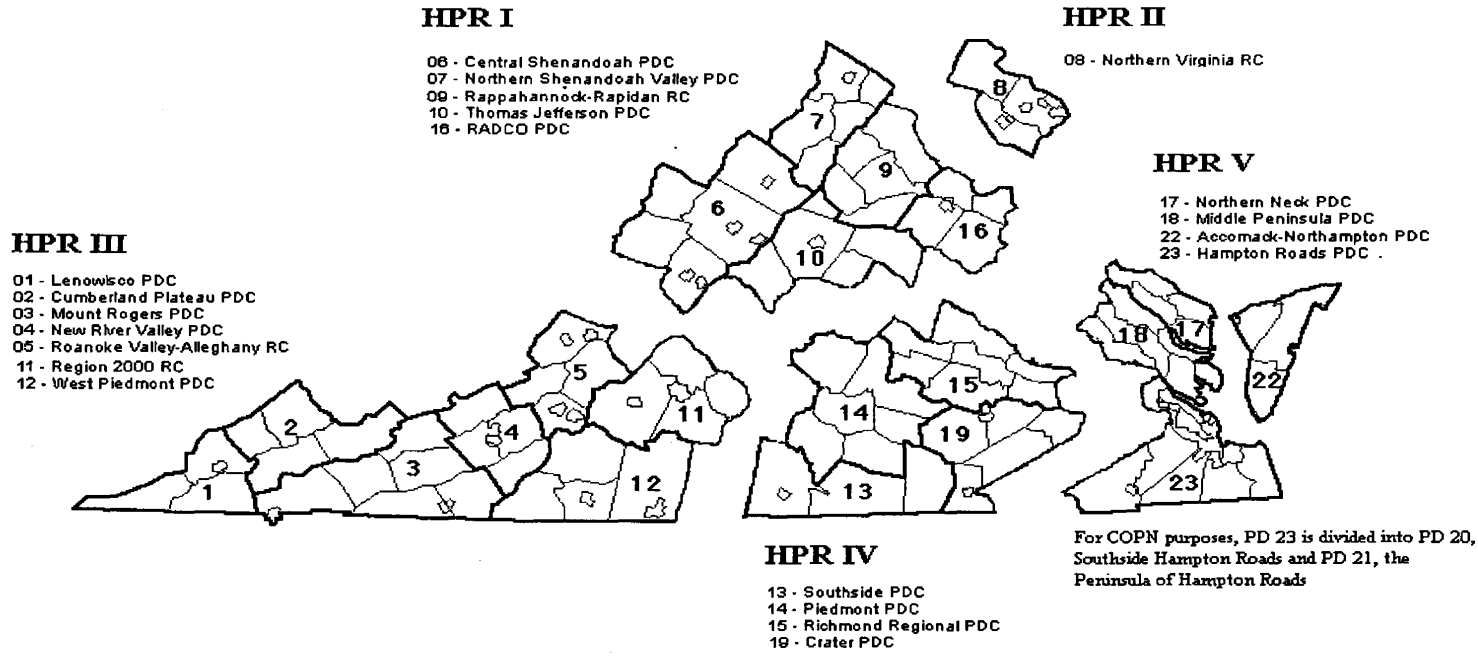 HPR I
06 - Central Shenandoah PDC
07 - Northern Shenandoah Valley PDC
09 - Rappahannock-Rapidan RC
10 - Thomas Jefferson PDC
16 - RADCO PDC
HPR II
08 - Northern Virginia RC
HPR V
17 - Northern Neck PDC
18 - Middle Peninsula PDC
22 - Accomack-Northampton PDC
23 - Hampton Roads PDC .
HPR III
01 - Lenowisco PDC
02 - Cumberland Plateau PDC
03 - Mount Rogers PDC
04 - New River Valley PDC
05 - Roanoke Valley-Alleghany RC
11 - Region 2000 RC
12 - West Piedmont PDC
7
8
9
6
16
10
5
11
2
4
3
1
12
15
14
19
13
17
18
22
23
For COPN purposes, PD 23 is divided into PD 20,
Southside Hampton Roads and PD 21, the
Peninsula of Hampton Roads
HPR IV
13 - Southside PDC
14 - Piedmont PDC
15 - Richmond Regional PDC
19 - Crater PDC